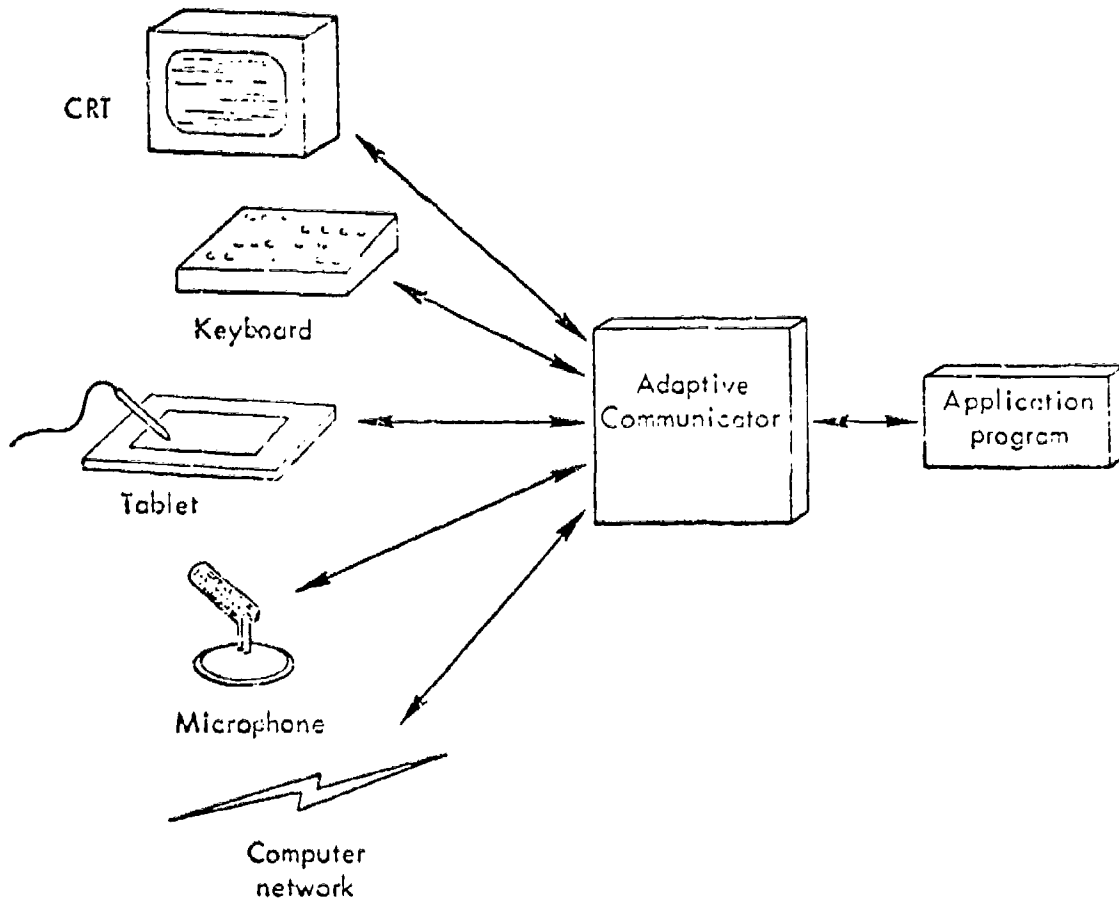 CRT
Keyboard
Tablet
Microphone
Computer
network
Adaptive
Communicator
Application
program